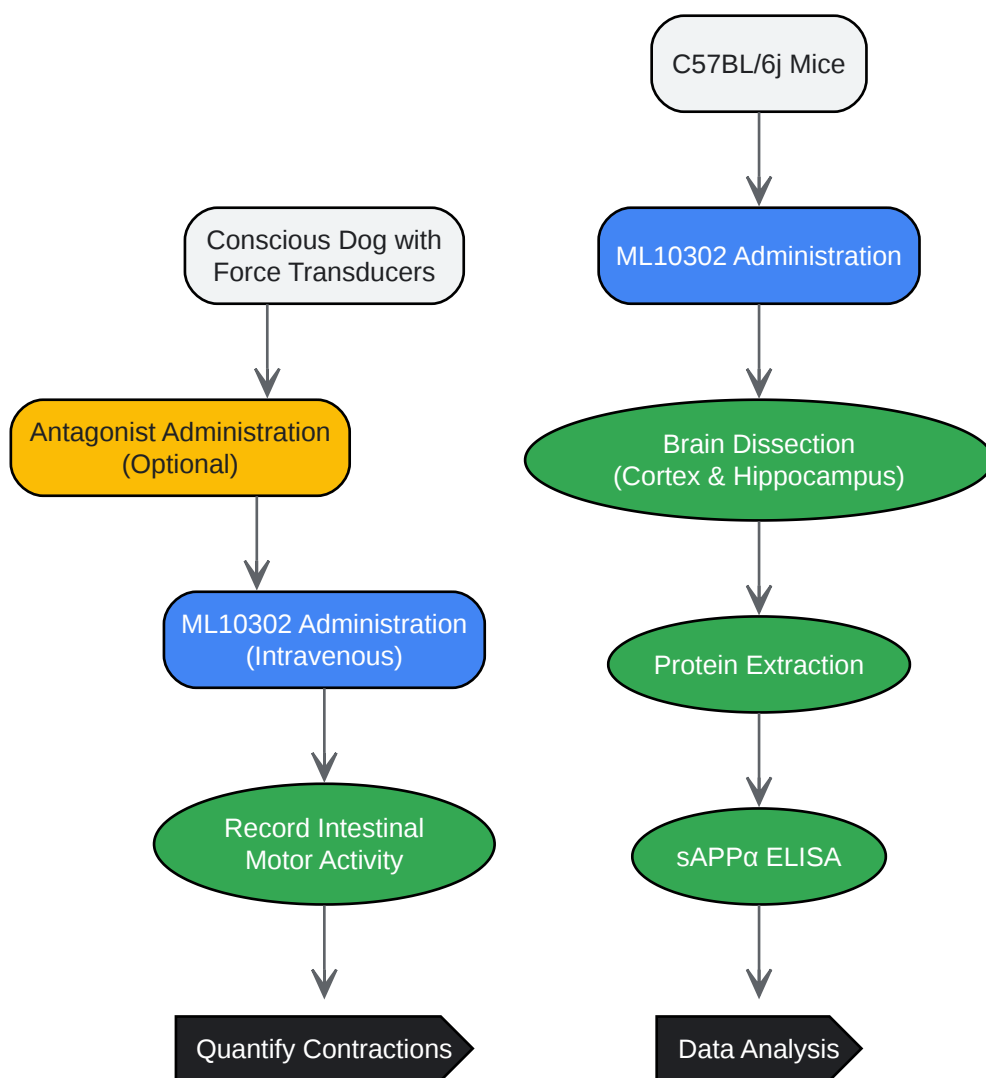 Conscious Dog with
Force Transducers
Antagonist Administration
(Optional)
ML10302 Administration
(Intravenous)
Record Intestinal
Motor Activity
Quantify Contractions
C57BL/6j Mice
ML10302 Administration
Brain Dissection
(Cortex & Hippocampus)
Protein Extraction
sAPPα ELISA
Data Analysis